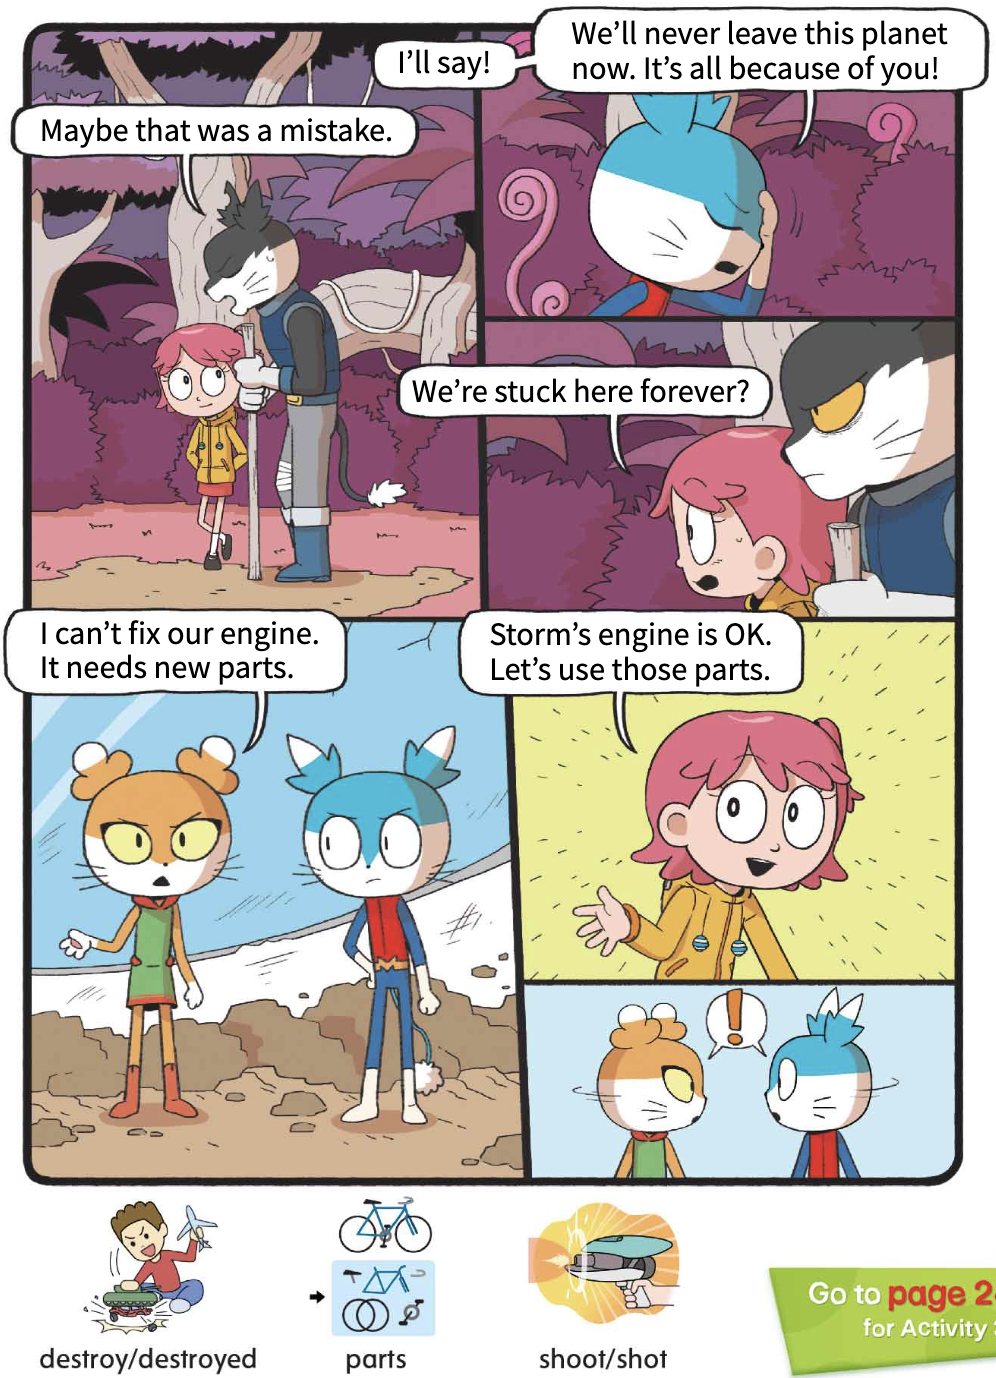 Maybe that was a mistake.
I'll say!
We'll never leave this planet
now. It's all because of you!
We're stuck here forever?
I can't fix our engine.
It needs new parts.
Storm's engine is OK.
Let's use those parts.
!
destroy/destroyed
parts
shoot/shot
Go to page
for Activity